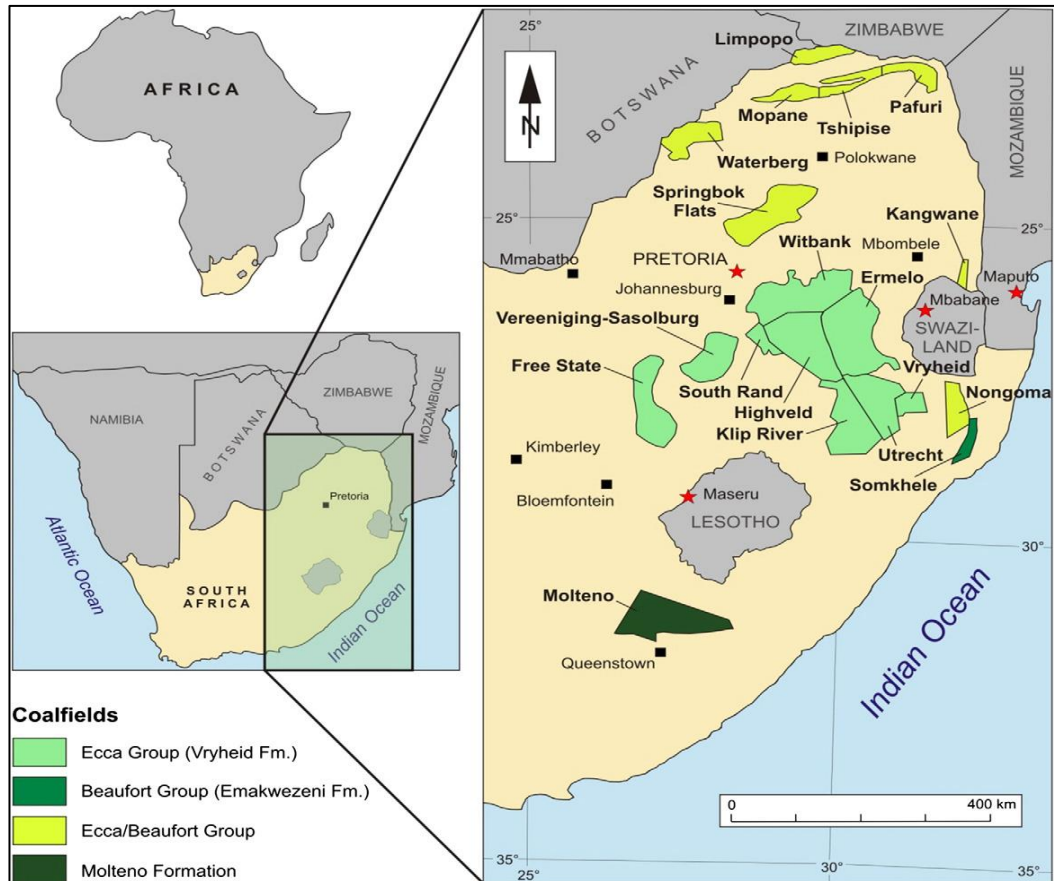 AFRICA
NAMIBIA
BOTSWANA
ZIMBABWE
MOZAMBIQUE
Pretoria
Atlantic Ocean
SOUTH
AFRICA
Indian Ocean
Coalfields
Ecca Group (Vryheid Fm.)
Beaufort Group (Emakwezeni Fm.)
Ecca/Beaufort Group
Molteno Formation
25°
Limpopo
ZIMBABWE
BOTSWANA
N
Mopane
Tshipise
Pafuri
MOZAMBIQUE
Waterberg
Polokwane
Springbok
Flats
25°
Kangwane
25°
Witbank
Mbombele
Mmabatho
PRETORIA
Ermelo
Maputo
Johannesburg
Mbabane
Vereeniging-Sasolburg
SWAZI-
LAND
Free State
Vryheid
South Rand
Nongoma
Highveld
Klip River
Kimberley
Utrecht
Somkhele
Bloemfontein
Maseru
LESOTHO
30°
35°
Molteno
Queenstown
Indian Ocean
0
400 km
35°
25°
30°
35°